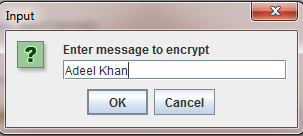 Input
?
Enter message to encrypt
Adeel Khan
OK Cancel